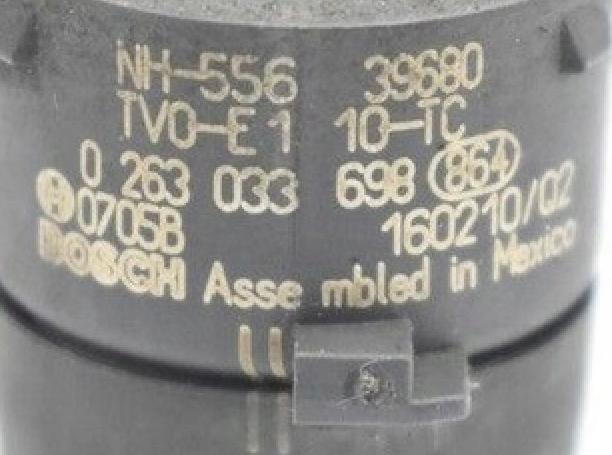 NH-556 39680
TV0-E 1 10-TC
0 263 033 698 864
0705B 160210/02
BOSCH Asse mbled in Mexico